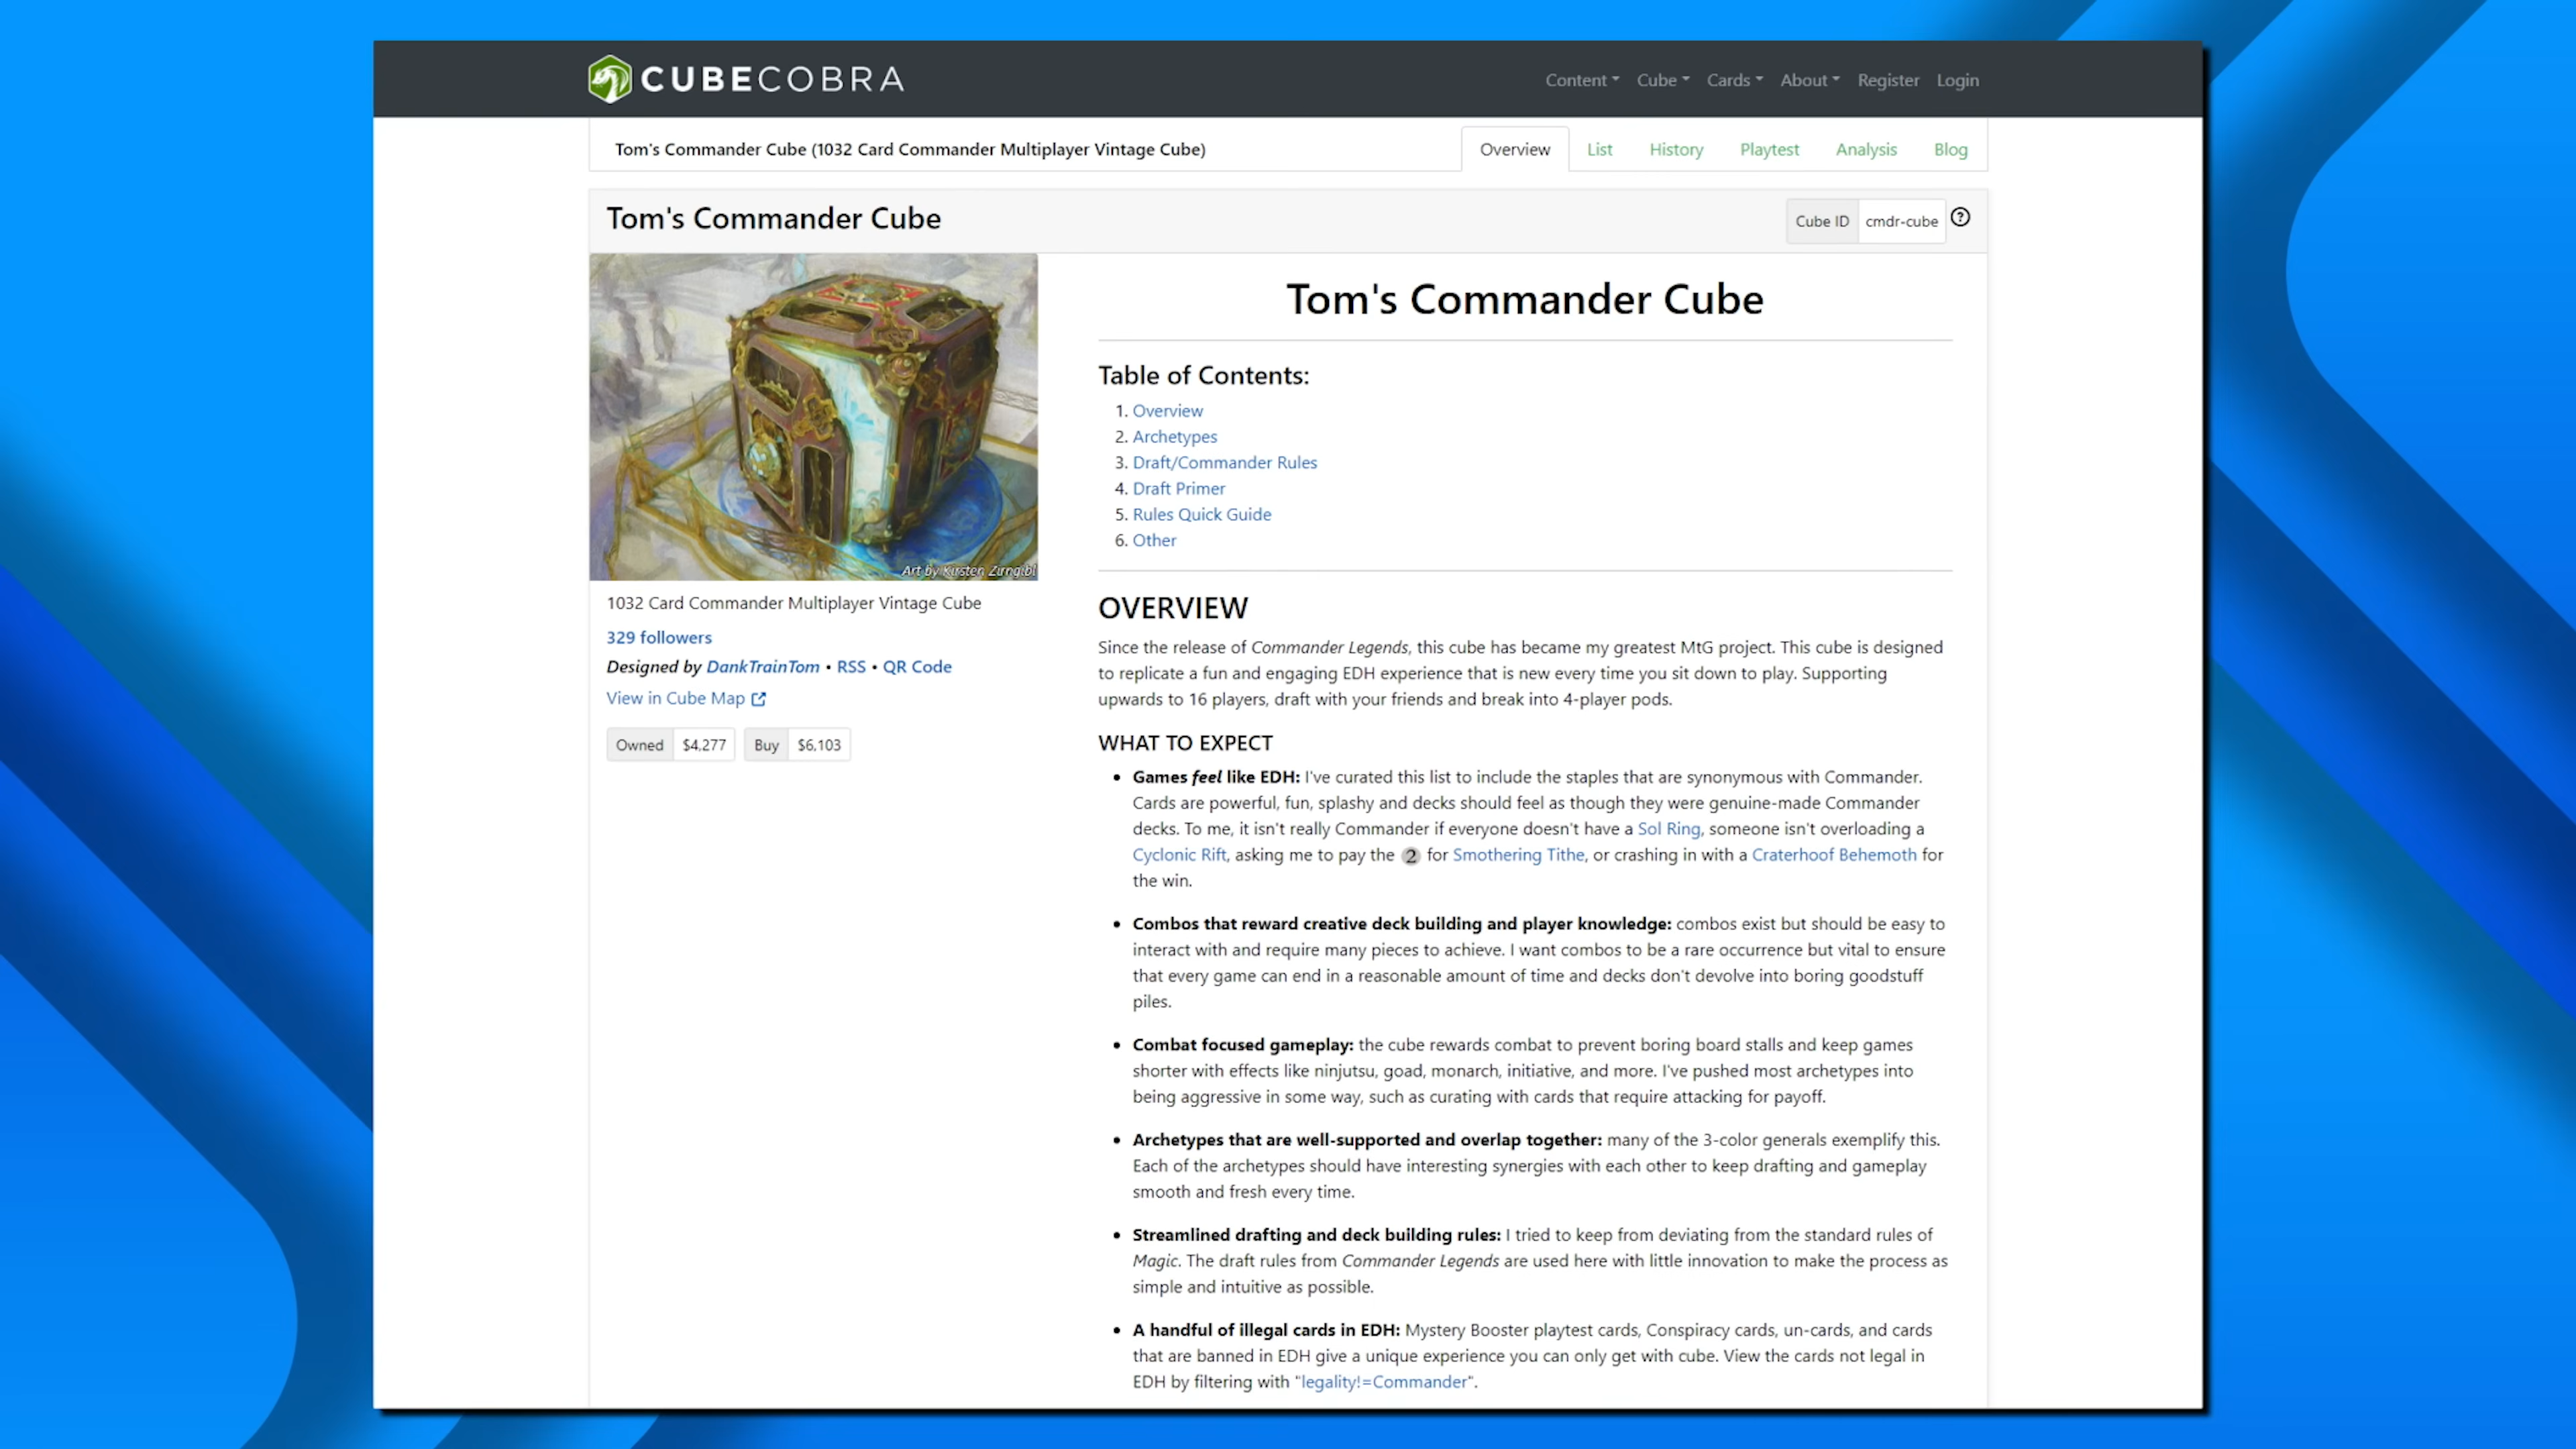 CUBECOBRA
Content Cube Cards About Register Login
Tom's Commander Cube (1032 Card Commander Multiplayer Vintage Cube)
Overview List History Playtest Analysis Blog
Tom's Commander Cube
Cube ID cmdr-cube ?
Art by Kirsten Zirngibl
1032 Card Commander Multiplayer Vintage Cube
329 followers
Designed by DankTrainTom • RSS • QR Code
View in Cube Map
Owned $4,277 Buy $6,103
Tom's Commander Cube
Table of Contents:
1. Overview
2. Archetypes
3. Draft/Commander Rules
4. Draft Primer
5. Rules Quick Guide
6. Other
OVERVIEW
Since the release of Commander Legends, this cube has became my greatest MtG project. This cube is designed
to replicate a fun and engaging EDH experience that is new every time you sit down to play. Supporting
upwards to 16 players, draft with your friends and break into 4-player pods.
WHAT TO EXPECT
• Games feel like EDH: I've curated this list to include the staples that are synonymous with Commander.
Cards are powerful, fun, splashy and decks should feel as though they were genuine-made Commander
decks. To me, it isn't really Commander if everyone doesn't have a Sol Ring, someone isn't overloading a
Cyclonic Rift, asking me to pay the 2 for Smothering Tithe, or crashing in with a Craterhoof Behemoth for
the win.
• Combos that reward creative deck building and player knowledge: combos exist but should be easy to
interact with and require many pieces to achieve. I want combos to be a rare occurrence but vital to ensure
that every game can end in a reasonable amount of time and decks don't devolve into boring goodstuff
piles.
• Combat focused gameplay: the cube rewards combat to prevent boring board stalls and keep games
shorter with effects like ninjutsu, goad, monarch, initiative, and more. I've pushed most archetypes into
being aggressive in some way, such as curating with cards that require attacking for payoff.
• Archetypes that are well-supported and overlap together: many of the 3-color generals exemplify this.
Each of the archetypes should have interesting synergies with each other to keep drafting and gameplay
smooth and fresh every time.
• Streamlined drafting and deck building rules: I tried to keep from deviating from the standard rules of
Magic. The draft rules from Commander Legends are used here with little innovation to make the process as
simple and intuitive as possible.
• A handful of illegal cards in EDH: Mystery Booster playtest cards, Conspiracy cards, un-cards, and cards
that are banned in EDH give a unique experience you can only get with cube. View the cards not legal in
EDH by filtering with "legality!=Commander".